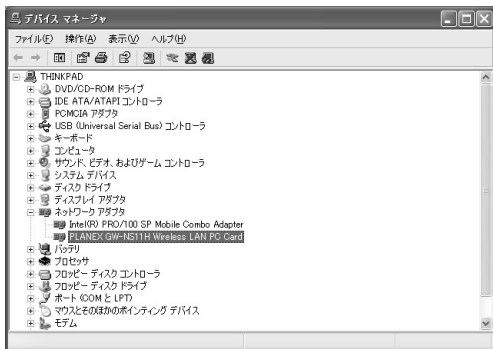 デバイス マネージャ
ファイル(F) 操作(A) 表示(V) ヘルプ(H)
THINKPAD
DVD/CD-ROM ドライブ
IDE ATA/ATAPI コントローラ
PCMCIA アダプタ
USB (Universal Serial Bus) コントローラ
キーボード
コンピュータ
サウンド、ビデオ、およびゲーム コントローラ
システム デバイス
ディスク ドライブ
ディスプレイ アダプタ
ネットワーク アダプタ
Intel(R) PRO/100 SP Mobile Combo Adapter
PLANEX GW-NS11H Wireless LAN PC Card
バッテリ
プロセッサ
フロッピー ディスク コントローラ
フロッピー ディスク ドライブ
ポート (COM と LPT)
マウスとそのほかのポインティング デバイス
モデム